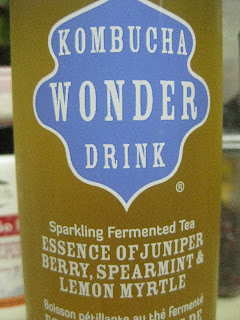 KOMBUCHA
WONDER
DRINK
®
Sparkling Fermented Tea
ESSENCE OF JUNIPER
BERRY, SPEARMINT &
LEMON MYRTLE
Boisson pétillante au thé Fermenté